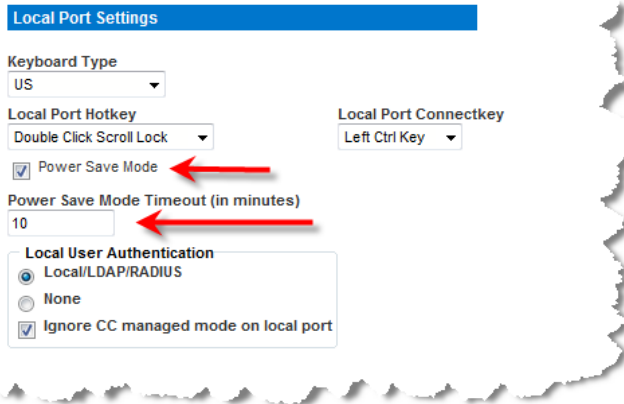 Local Port Settings
Keyboard Type
US
Local Port Hotkey
Local Port Connectkey
Double Click Scroll Lock
Left Ctrl Key
Power Save Mode
Power Save Mode Timeout (in minutes)
10
Local User Authentication
Local/LDAP/RADIUS
None
Ignore CC managed mode on local port